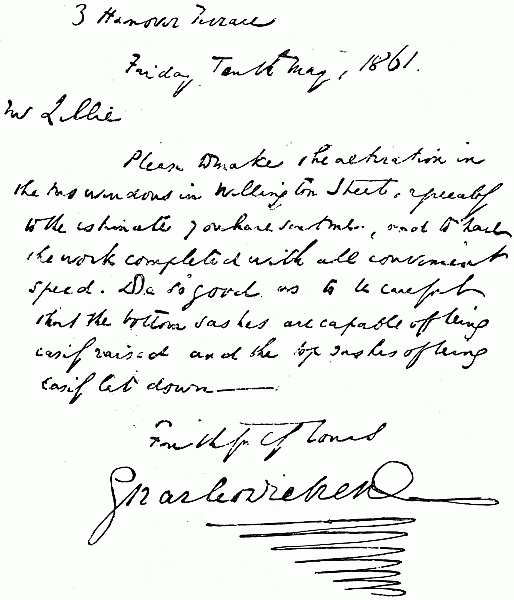 3 Hanover Terrace
Friday Tenth May, 1861.
Mr Lillie
Please to make the alteration in
the two windows in Wellington Street, agreeably
to the estimate you have sent me, and to have
the work completed with all convenient
speed. Be so good as to be careful
that the bottom sashes are capable of being
easily raised and the top sashes of being
easily let down
Faithfully Yours
Charles Dickens